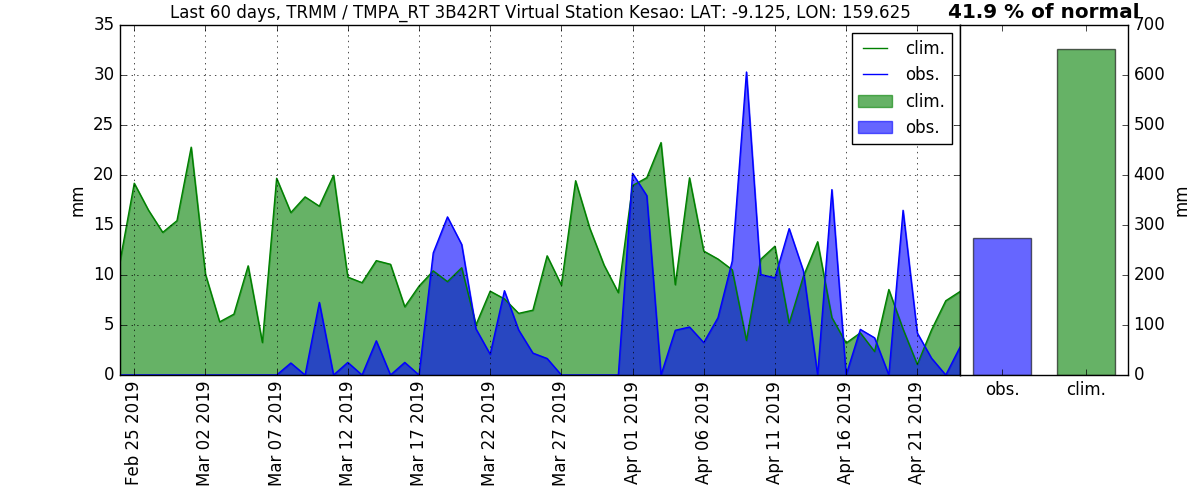 Last 60 days, TRMM / TMPA_RT 3B42RT Virtual Station Kesao: LAT: -9.125, LON: 159.625
41.9 % of normal
35
30
25
20
15
10
5
0
mm
clim.
obs.
clim.
obs.
700
600
500
400
300
200
100
0
mm
obs.
clim.
Feb 25 2019
Mar 02 2019
Mar 07 2019
Mar 12 2019
Mar 17 2019
Mar 22 2019
Mar 27 2019
Apr 01 2019
Apr 06 2019
Apr 11 2019
Apr 16 2019
Apr 21 2019